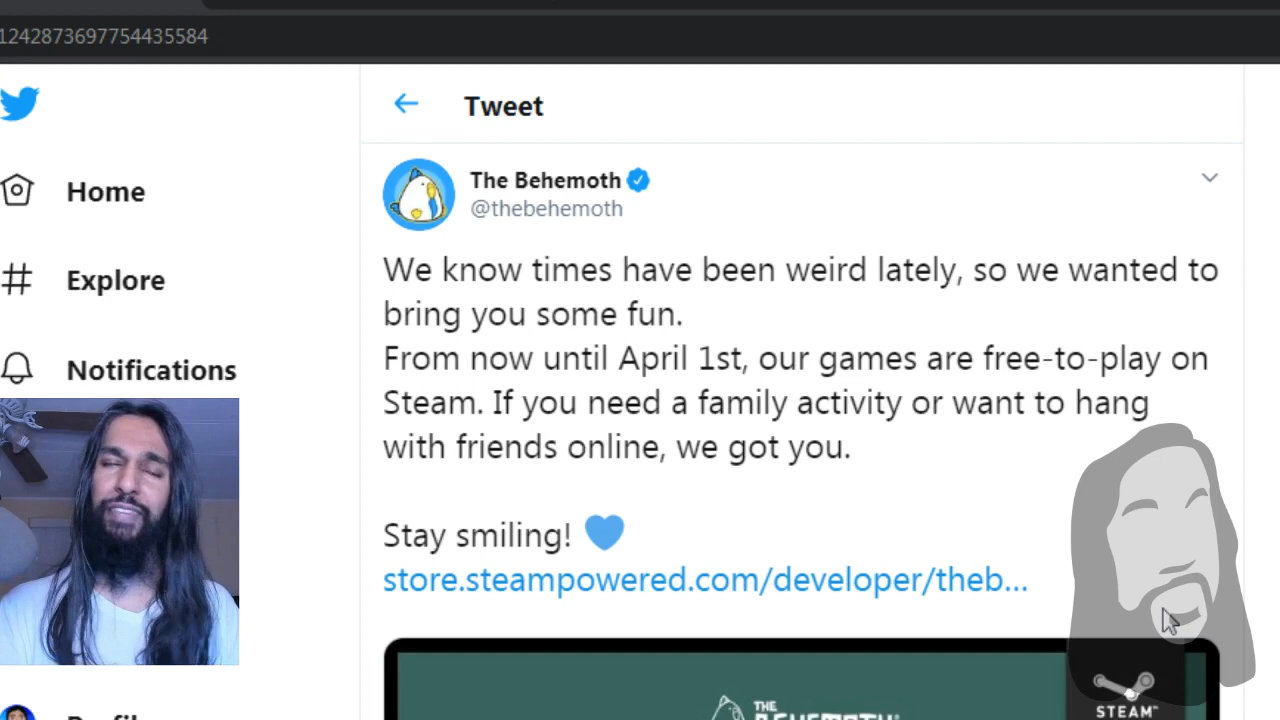 1242873697754435584
Tweet
Home
Explore
Notifications
The Behemoth
@thebehemoth
We know times have been weird lately, so we wanted to
bring you some fun.
From now until April 1st, our games are free-to-play on
Steam. If you need a family activity or want to hang
with friends online, we got you.
Stay smiling!
store.steampowered.com/developer/theb...
THE
BEHEMOTH
STEAM™